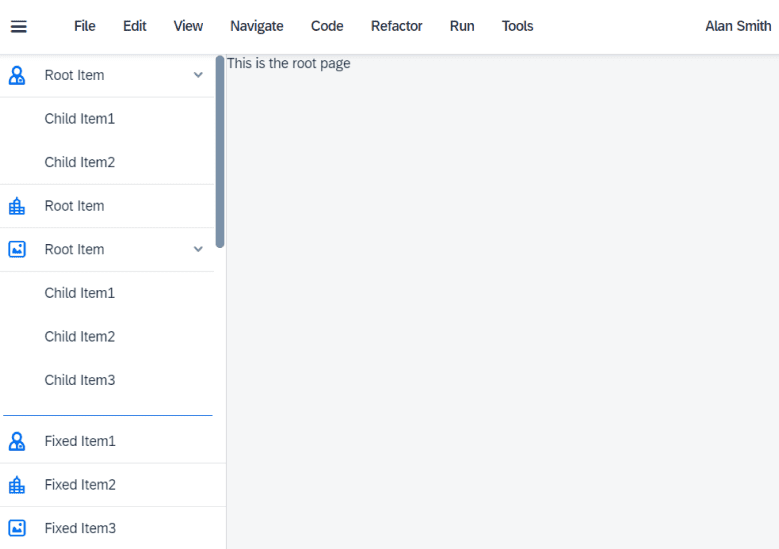 File Edit View Navigate Code Refactor Run Tools Alan Smith
Root Item
Child Item1
Child Item2
Root Item
Root Item
Child Item1
Child Item2
Child Item3
Fixed Item1
Fixed Item2
Fixed Item3
This is the root page